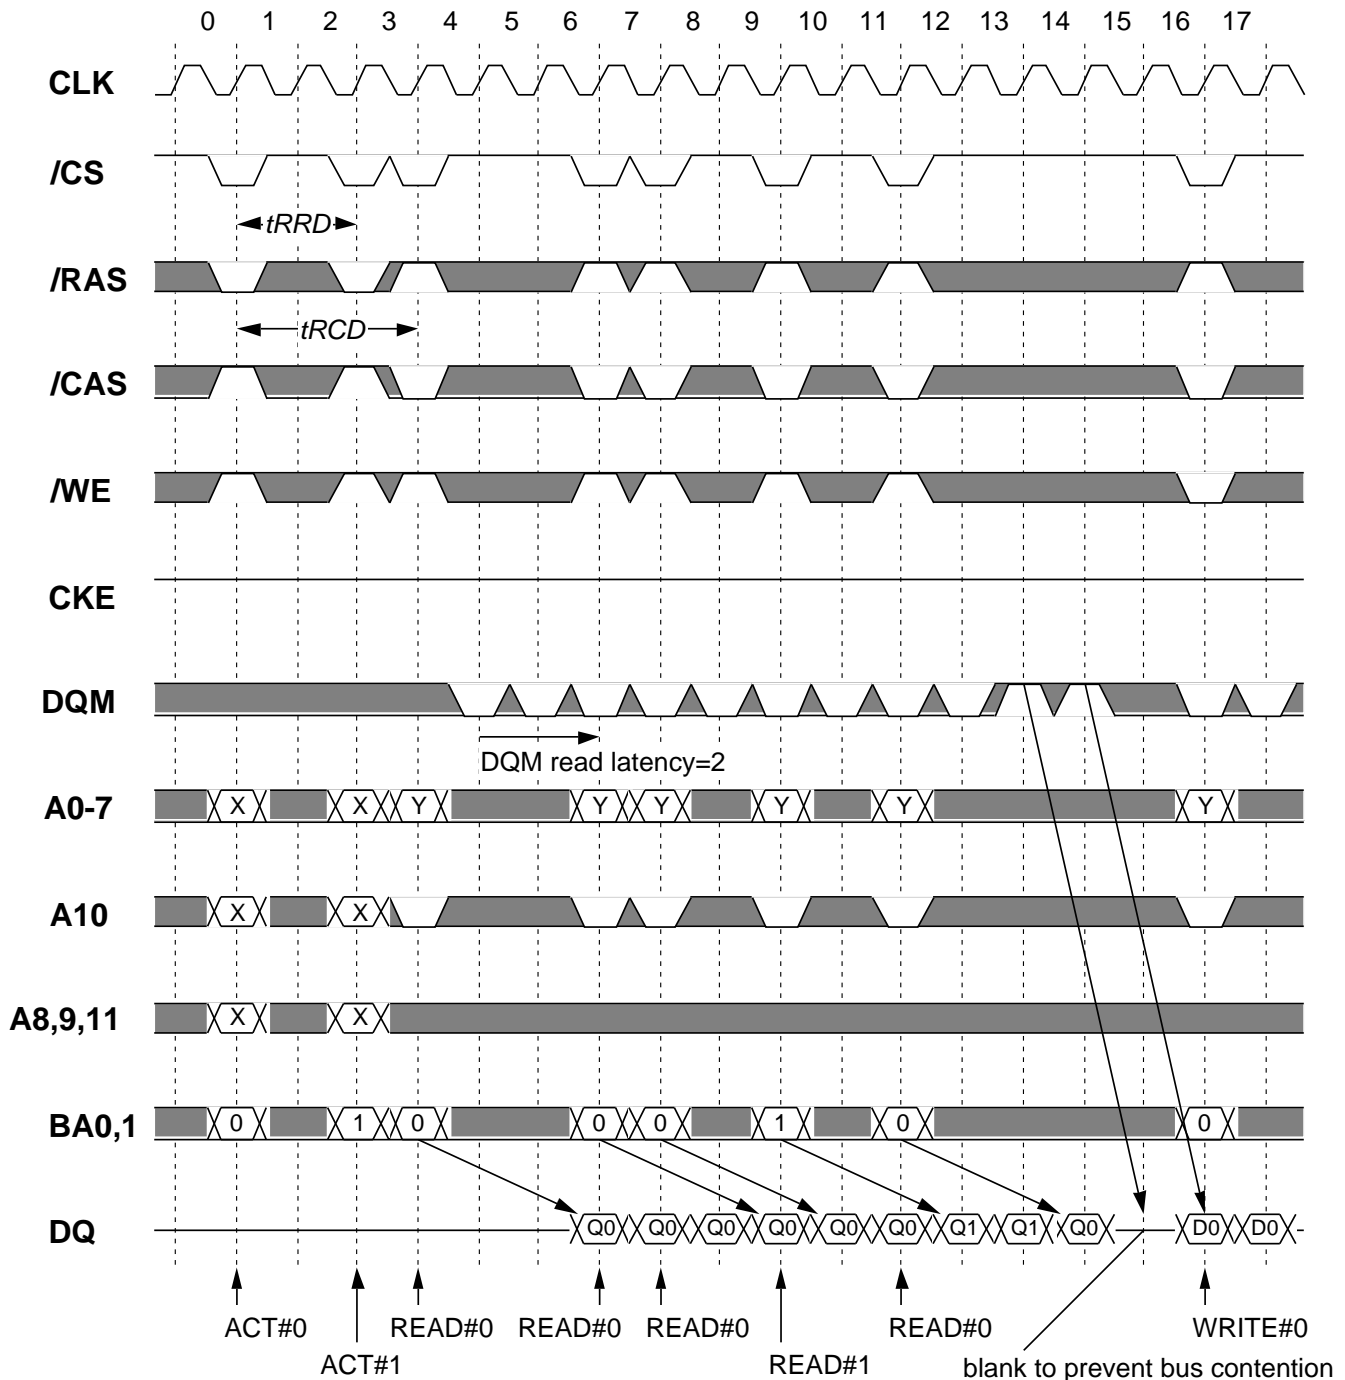 0 1 2 3 4 5 6 7 8 9 10 11 12 13 14 15 16 17
CLK
/CS
tRRD
/RAS
tRCD
/CAS
/WE
CKE
DQM
DQM read latency=2
A0-7 X X Y Y Y Y Y Y
A10 X X
A8,9,11 X X
BA0,1 0 1 0 0 0 1 0 0
DQ Q0 Q0 Q0 Q0 Q0 Q0 Q1 Q1 Q0 D0 D0
ACT#0 READ#0 READ#0 READ#0 READ#0 WRITE#0
ACT#1 READ#1 blank to prevent bus contention